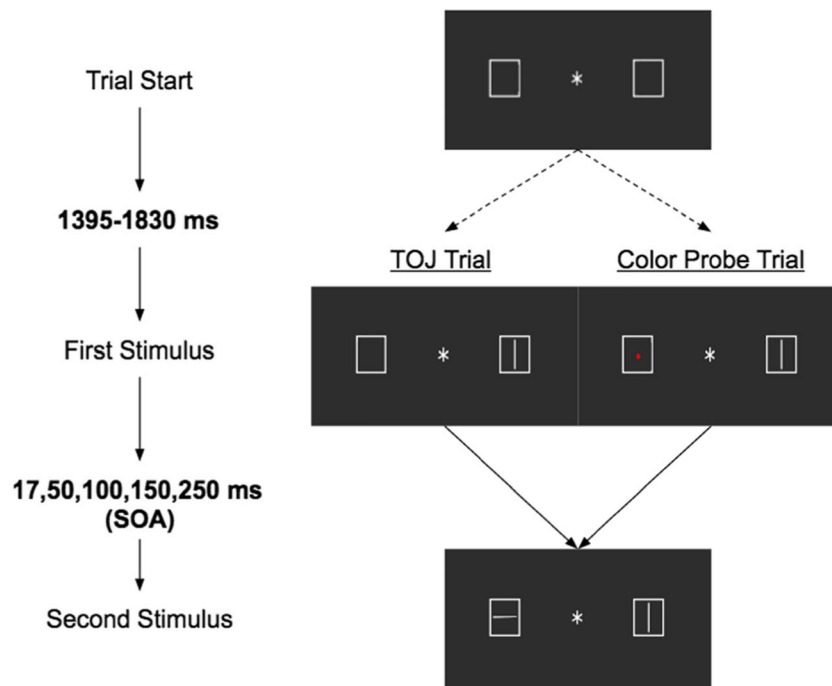 Trial Start
1395-1830 ms
TOJ Trial
Color Probe Trial
First Stimulus
17,50,100,150,250 ms
(SOA)
Second Stimulus